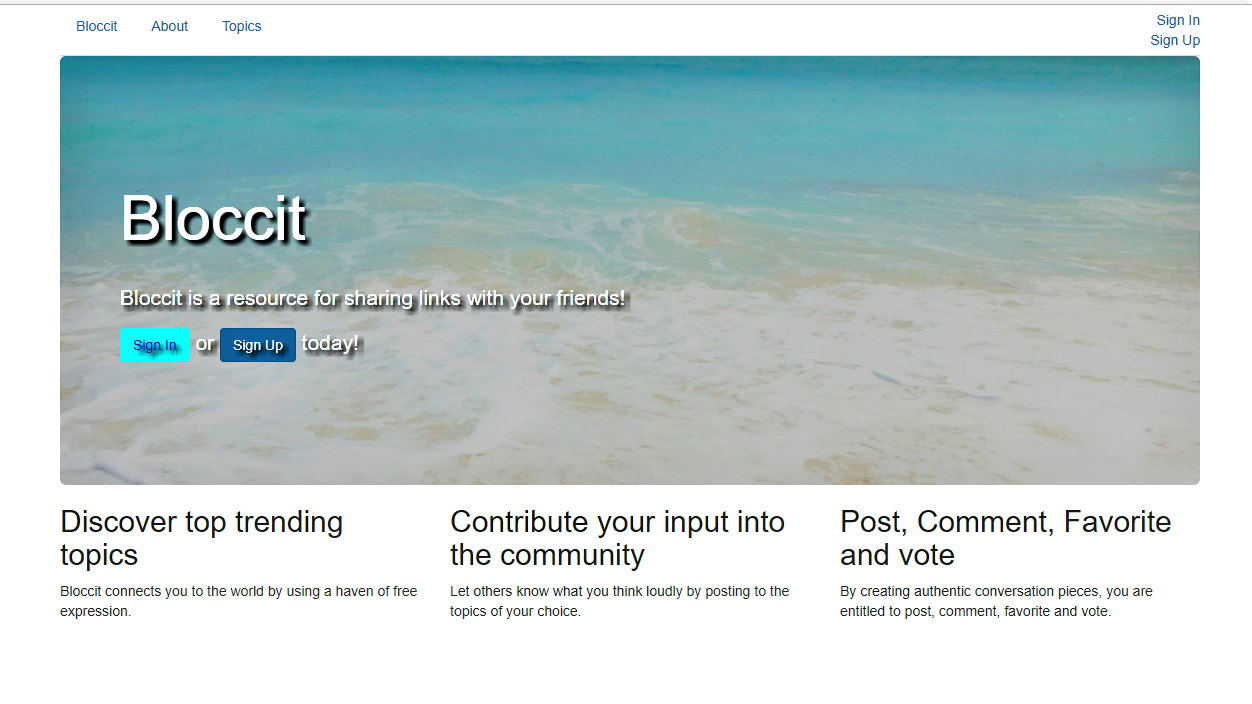 Bloccit About Topics
Sign In
Sign Up
Bloccit
Bloccit is a resource for sharing links with your friends!
Sign In or Sign Up today!
Discover top trending
topics
Bloccit connects you to the world by using a haven of free
expression.
Contribute your input into
the community
Let others know what you think loudly by posting to the
topics of your choice.
Post, Comment, Favorite
and vote
By creating authentic conversation pieces, you are
entitled to post, comment, favorite and vote.